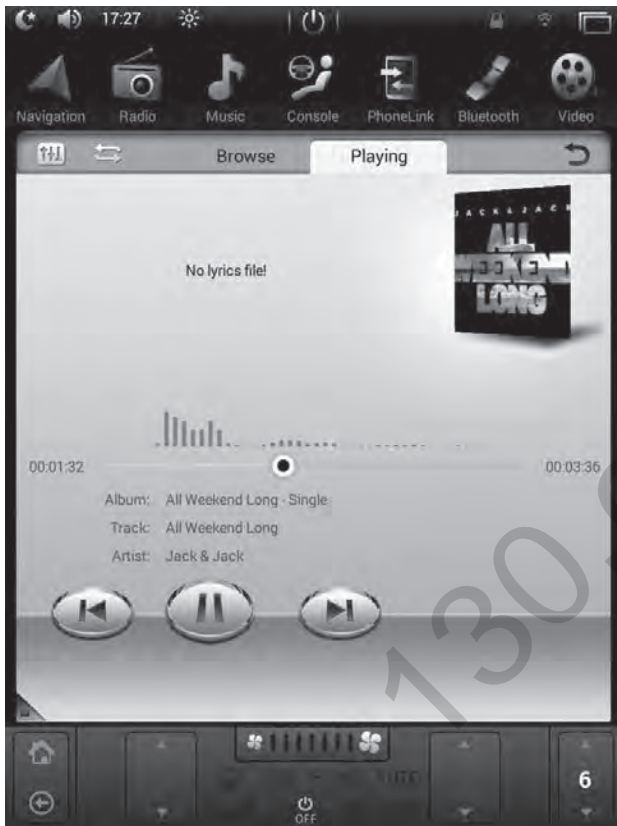 17:27
Navigation Radio Music Console PhoneLink Bluetooth Video
Browse Playing
JACK & JACK
ALL
WEEKEND
LONG
No lyrics file!
00:01:32 00:03:36
Album: All Weekend Long - Single
Track: All Weekend Long
Artist: Jack & Jack
6
OFF